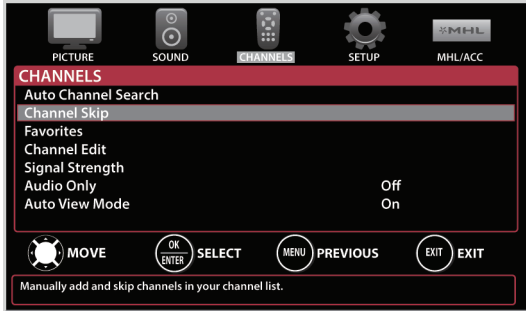 MHL
PICTURE SOUND CHANNELS SETUP MHL/ACC
CHANNELS
Auto Channel Search
Channel Skip
Favorites
Channel Edit
Signal Strength
Audio Only Off
Auto View Mode On
MOVE OK ENTER SELECT MENU PREVIOUS EXIT EXIT
Manually add and skip channels in your channel list.